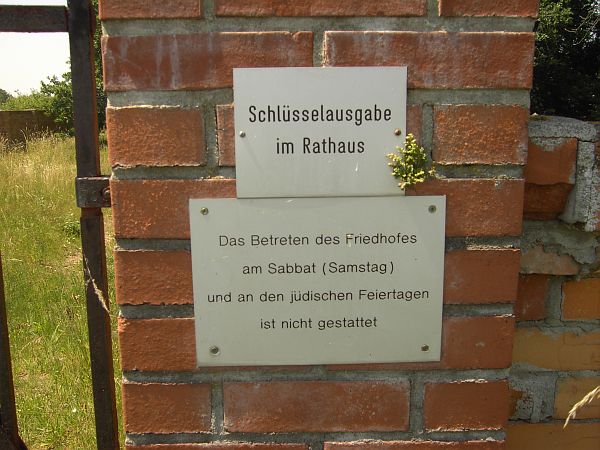 Schlüsselausgabe
im Rathaus
Das Betreten des Friedhofes
am Sabbat (Samstag)
und an den jüdischen Feiertagen
ist nicht gestattet